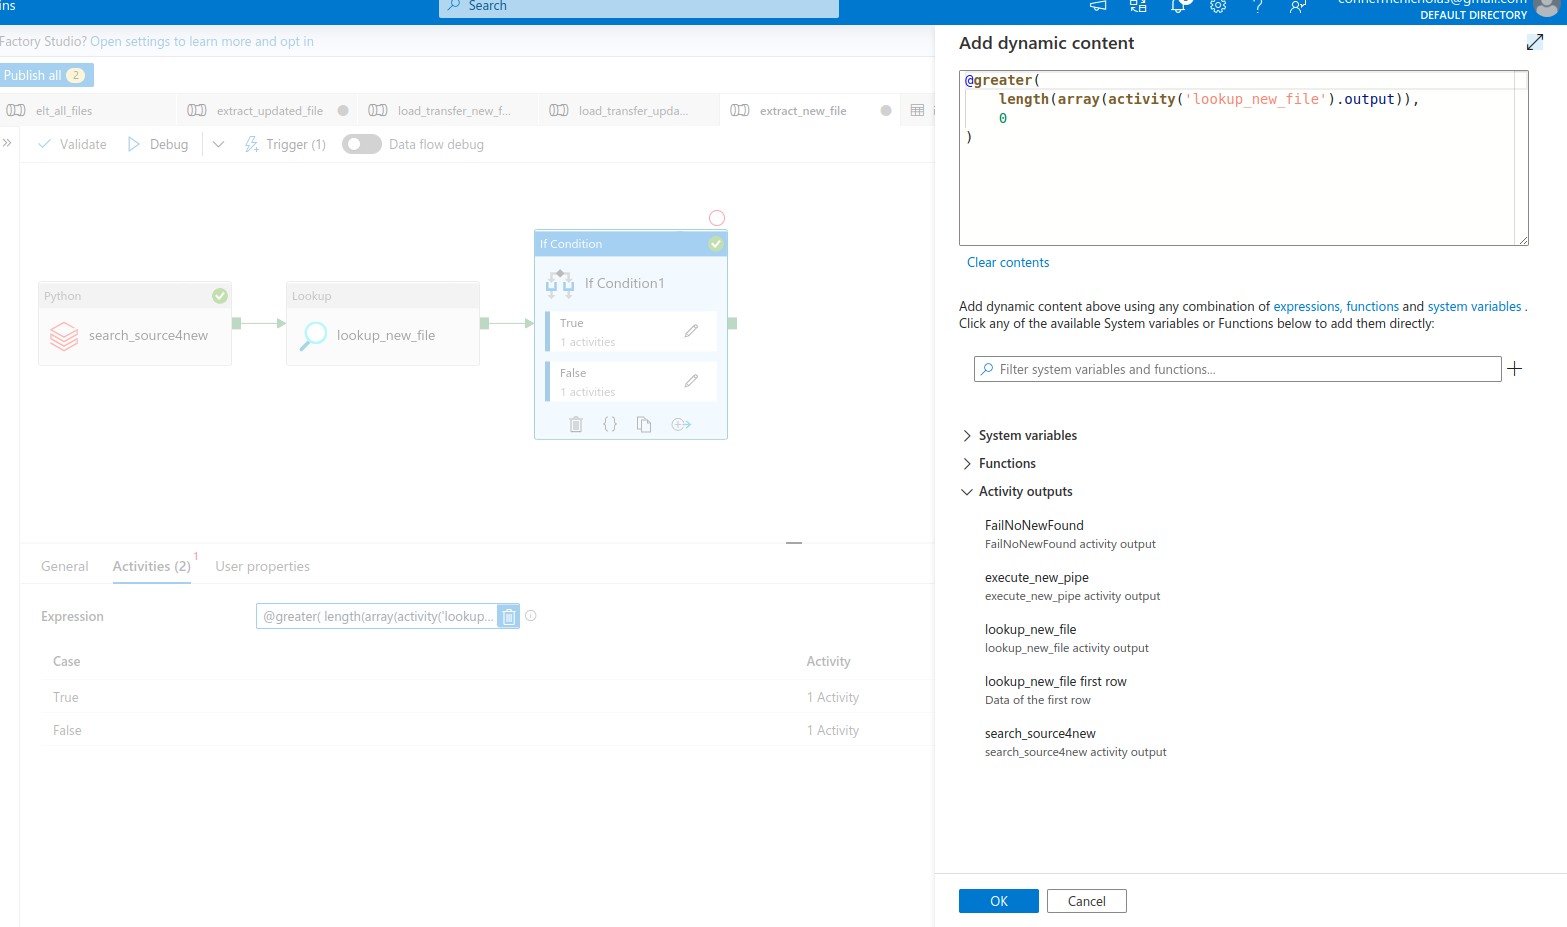 ins
Search
DEFAULT DIRECTORY
Factory Studio? Open settings to learn more and opt in
Publish all 2
elt_all_files
extract_updated_file
load_transfer_new_f...
load_transfer_upda...
extract_new_file
Validate
Debug
Trigger (1)
Data flow debug
Python
search_source4new
Lookup
lookup_new_file
If Condition
If Condition1
True
1 activities
False
1 activities
General
Activities (2) 1
User properties
Expression
@greater( length(array(activity('lookup...
Case
Activity
True
1 Activity
False
1 Activity
Add dynamic content
@greater(
length(array(activity('lookup_new_file').output)),
0
)
Clear contents
Add dynamic content above using any combination of expressions, functions and system variables .
Click any of the available System variables or Functions below to add them directly:
Filter system variables and functions...
System variables
Functions
Activity outputs
FailNoNewFound
FailNoNewFound activity output
execute_new_pipe
execute_new_pipe activity output
lookup_new_file
lookup_new_file activity output
lookup_new_file first row
Data of the first row
search_source4new
search_source4new activity output
OK
Cancel